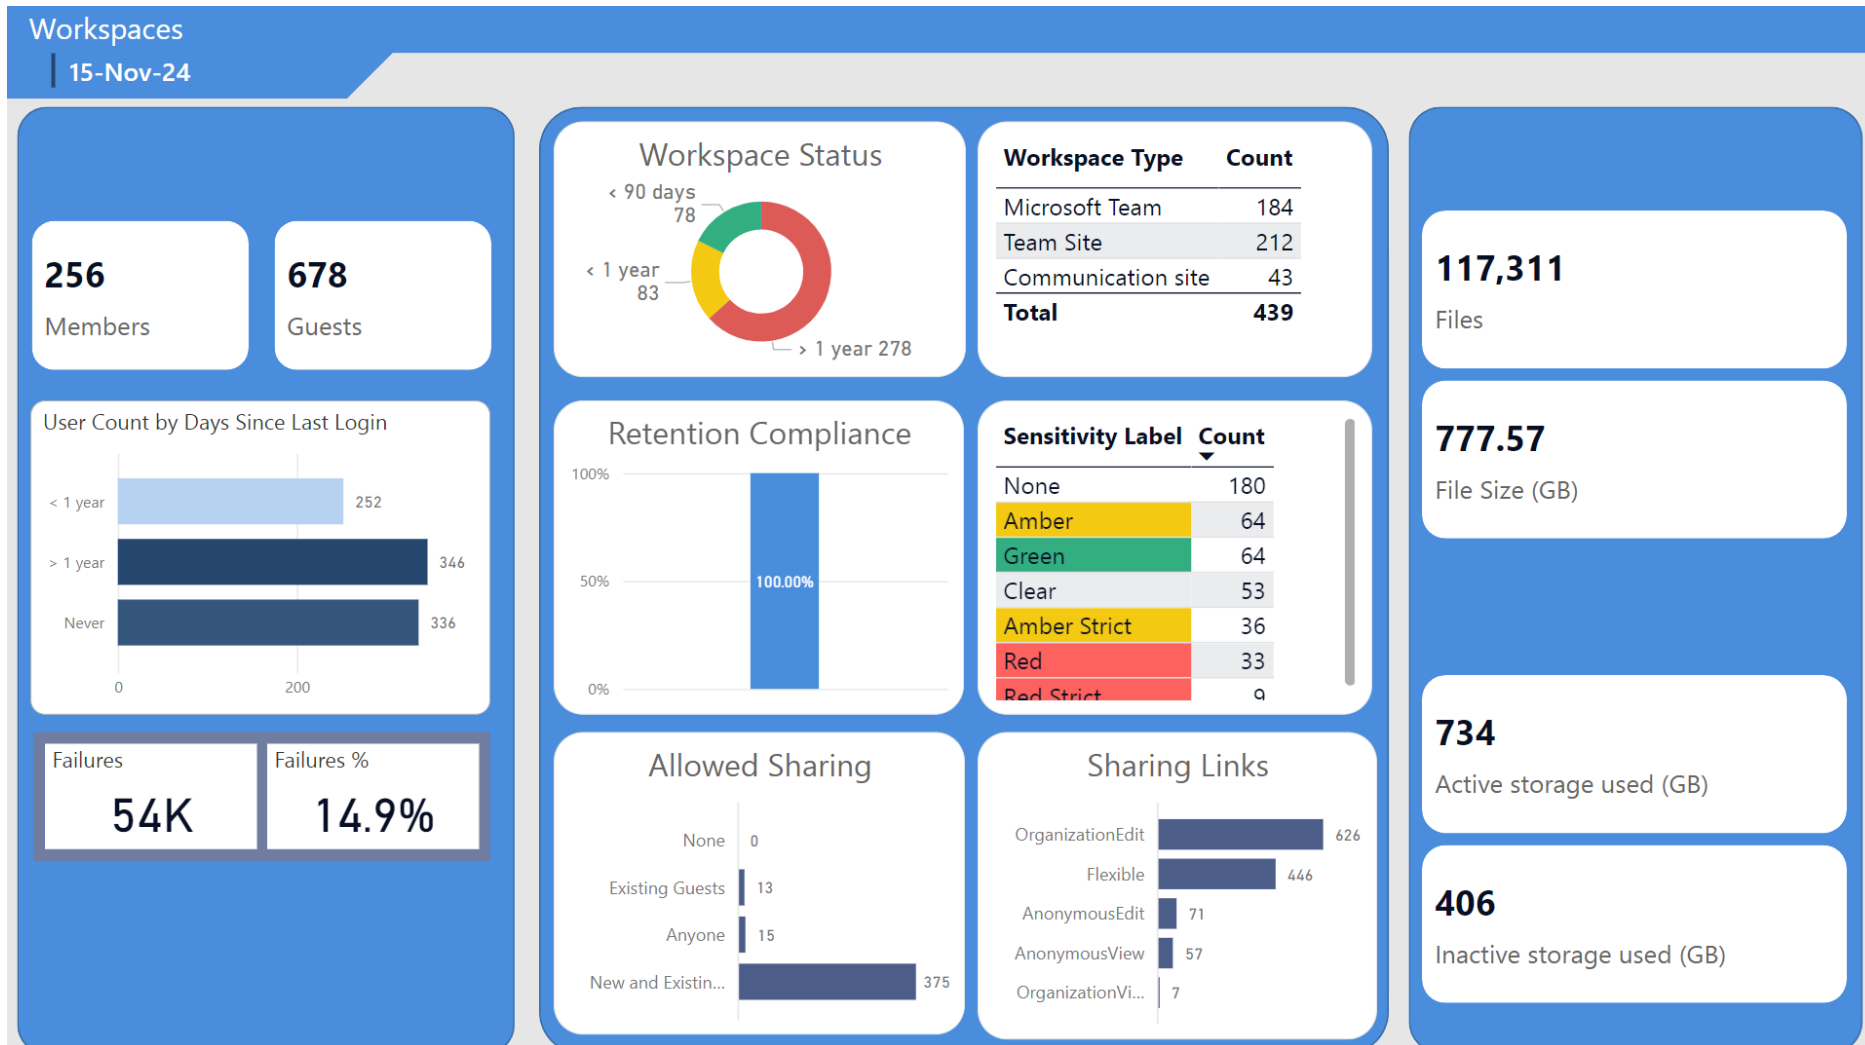 Workspaces
15-Nov-24
256
Members
678
Guests
User Count by Days Since Last Login
< 1 year 252
> 1 year 346
Never 336
0 200
Failures
54K
Failures %
14.9%
Workspace Status
< 90 days
78
< 1 year
83
> 1 year 278
Workspace Type Count
Microsoft Team 184
Team Site 212
Communication site 43
Total 439
Retention Compliance
100%
50%
0%
100.00%
Sensitivity Label Count
None 180
Amber 64
Green 64
Clear 53
Amber Strict 36
Red 33
Red Strict 9
Allowed Sharing
None 0
Existing Guests 13
Anyone 15
New and Existin... 375
Sharing Links
OrganizationEdit 626
Flexible 446
AnonymousEdit 71
AnonymousView 57
OrganizationVi... 7
117,311
Files
777.57
File Size (GB)
734
Active storage used (GB)
406
Inactive storage used (GB)